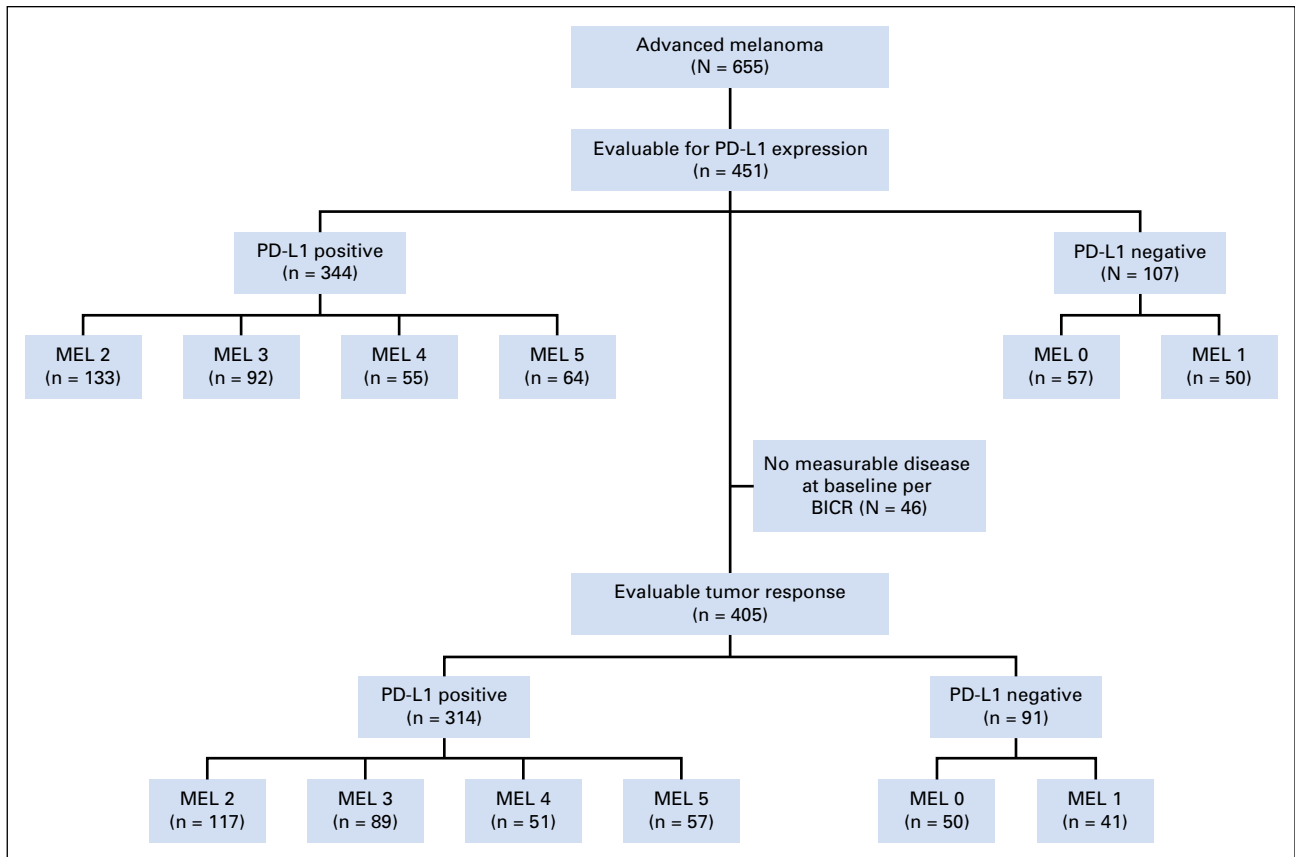 Advanced melanoma
(N = 655)
Evaluable for PD-L1 expression
(n = 451)
PD-L1 positive
(n = 344)
PD-L1 negative
(N = 107)
MEL 2
(n = 133)
MEL 3
(n = 92)
MEL 4
(n = 55)
MEL 5
(n = 64)
MEL 0
(n = 57)
MEL 1
(n = 50)
No measurable disease
at baseline per
BICR (N = 46)
Evaluable tumor response
(n = 405)
PD-L1 positive
(n = 314)
PD-L1 negative
(n = 91)
MEL 2
(n = 117)
MEL 3
(n = 89)
MEL 4
(n = 51)
MEL 5
(n = 57)
MEL 0
(n = 50)
MEL 1
(n = 41)